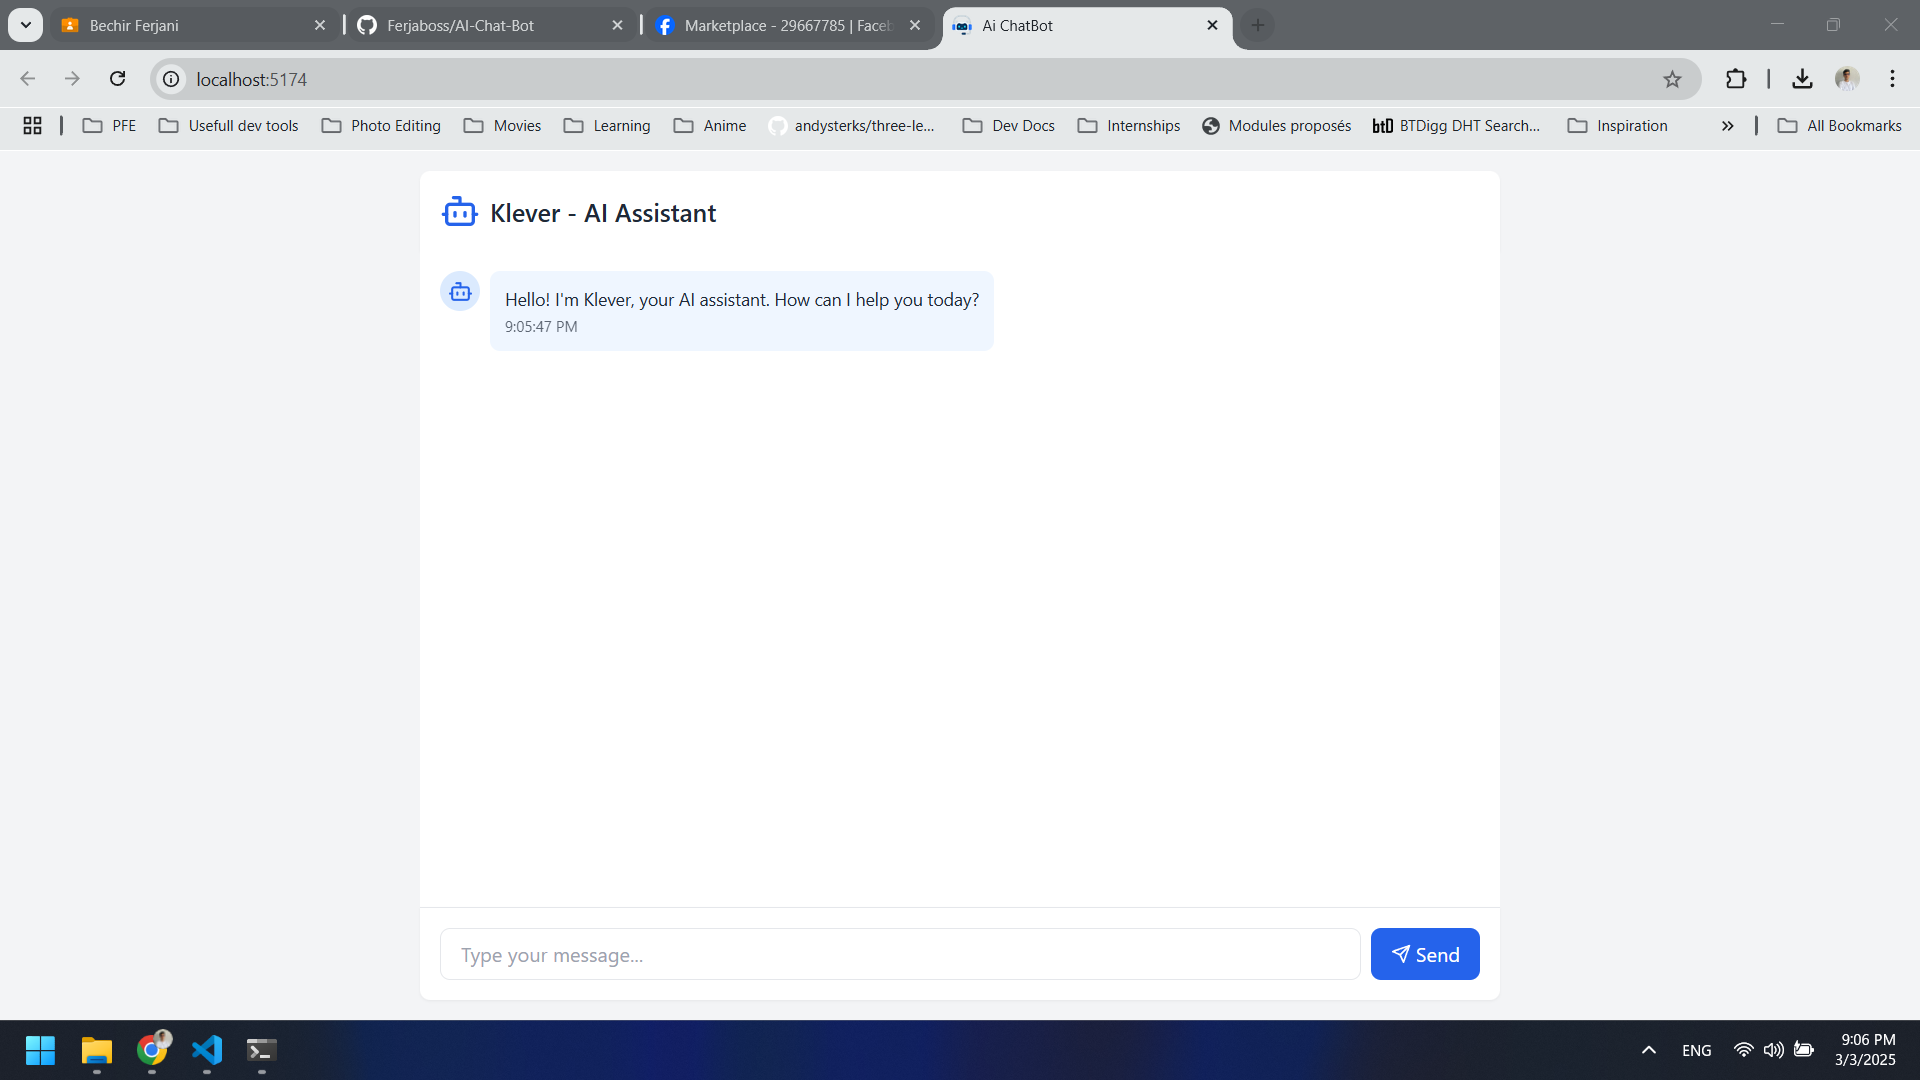 Bechir Ferjani
Ferjaboss/AI-Chat-Bot
Marketplace - 29667785 | Faceb
Ai ChatBot
localhost:5174
PFE
Usefull dev tools
Photo Editing
Movies
Learning
Anime
andysterks/three-le...
Dev Docs
Internships
Modules proposés
btD BTDigg DHT Search...
Inspiration
All Bookmarks
Klever - AI Assistant
Hello! I'm Klever, your AI assistant. How can I help you today?
9:05:47 PM
Type your message...
Send
ENG
9:06 PM
3/3/2025